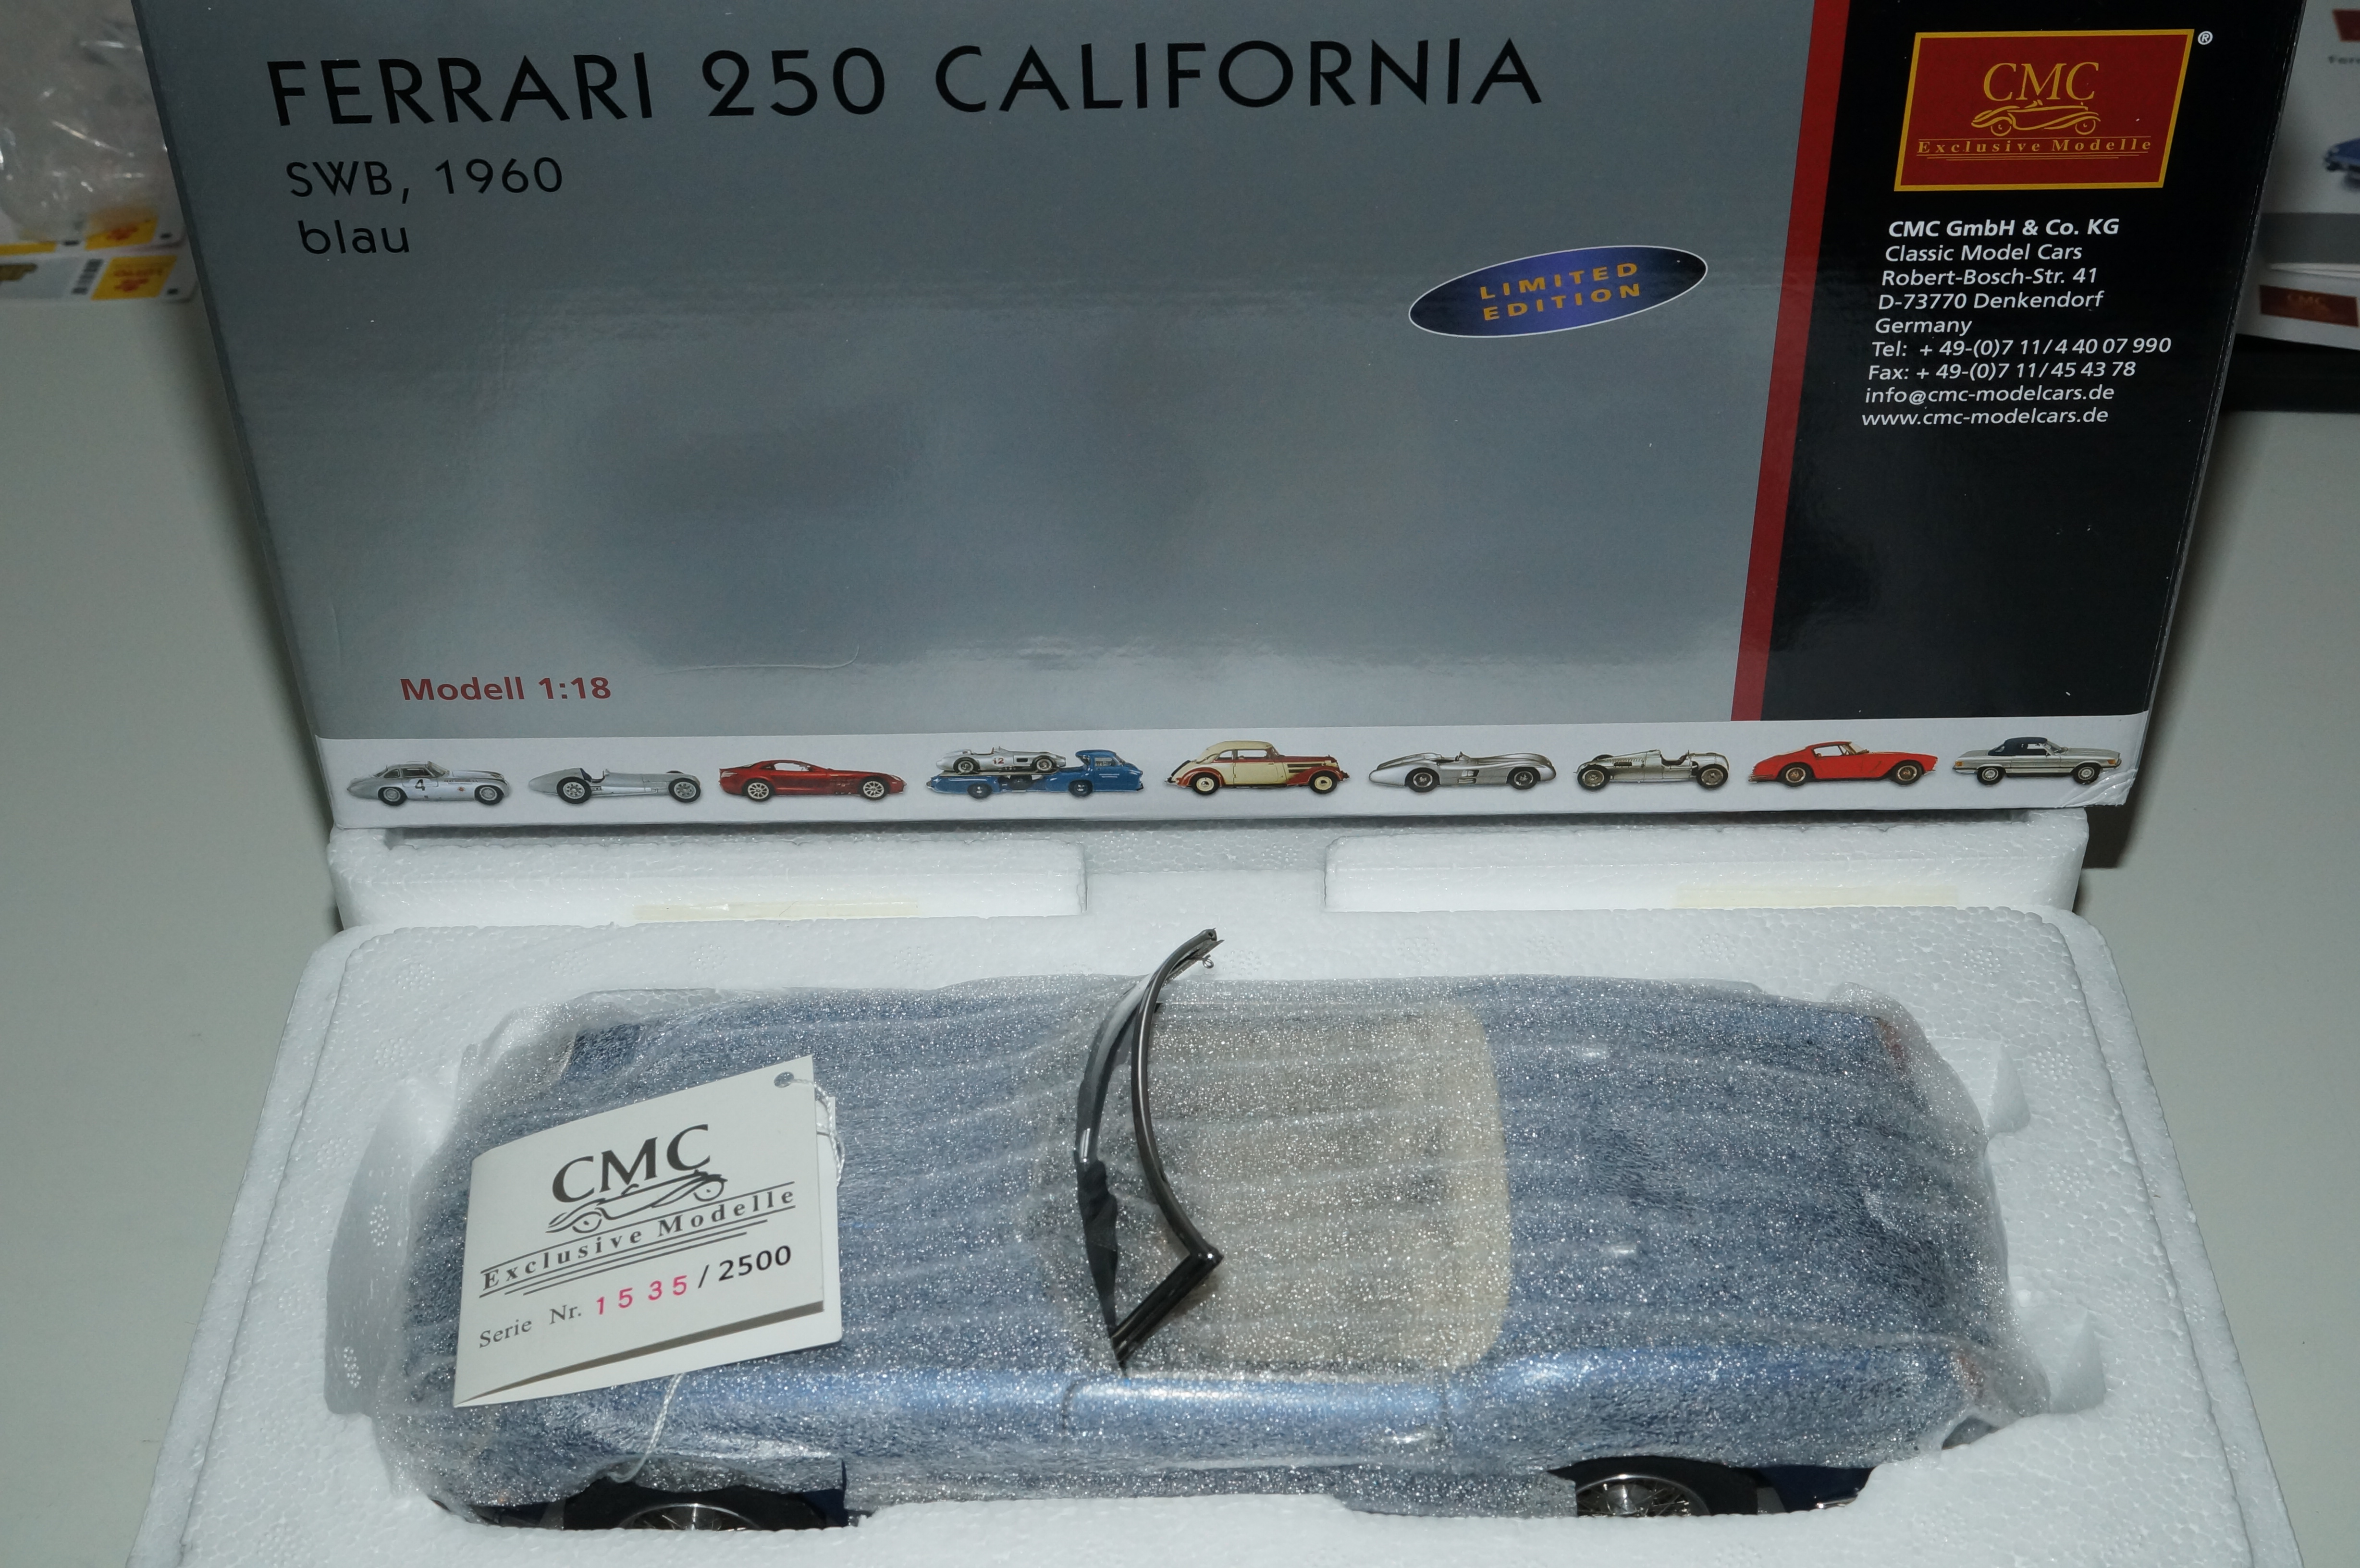 FERRARI 250 CALIFORNIA
SWB, 1960
blau
LIMITED
EDITION
Modell 1:18
CMC
®
Exclusive Modelle
CMC GmbH & Co. KG
Classic Model Cars
Robert-Bosch-Str. 41
D-73770 Denkendorf
Germany
Tel: + 49-(0)7 11/4 40 07 990
Fax: + 49-(0)7 11/45 43 78
info@cmc-modelcars.de
www.cmc-modelcars.de
4
12
CMC
Exclusive Modelle
Serie Nr. 1535/2500
CMC